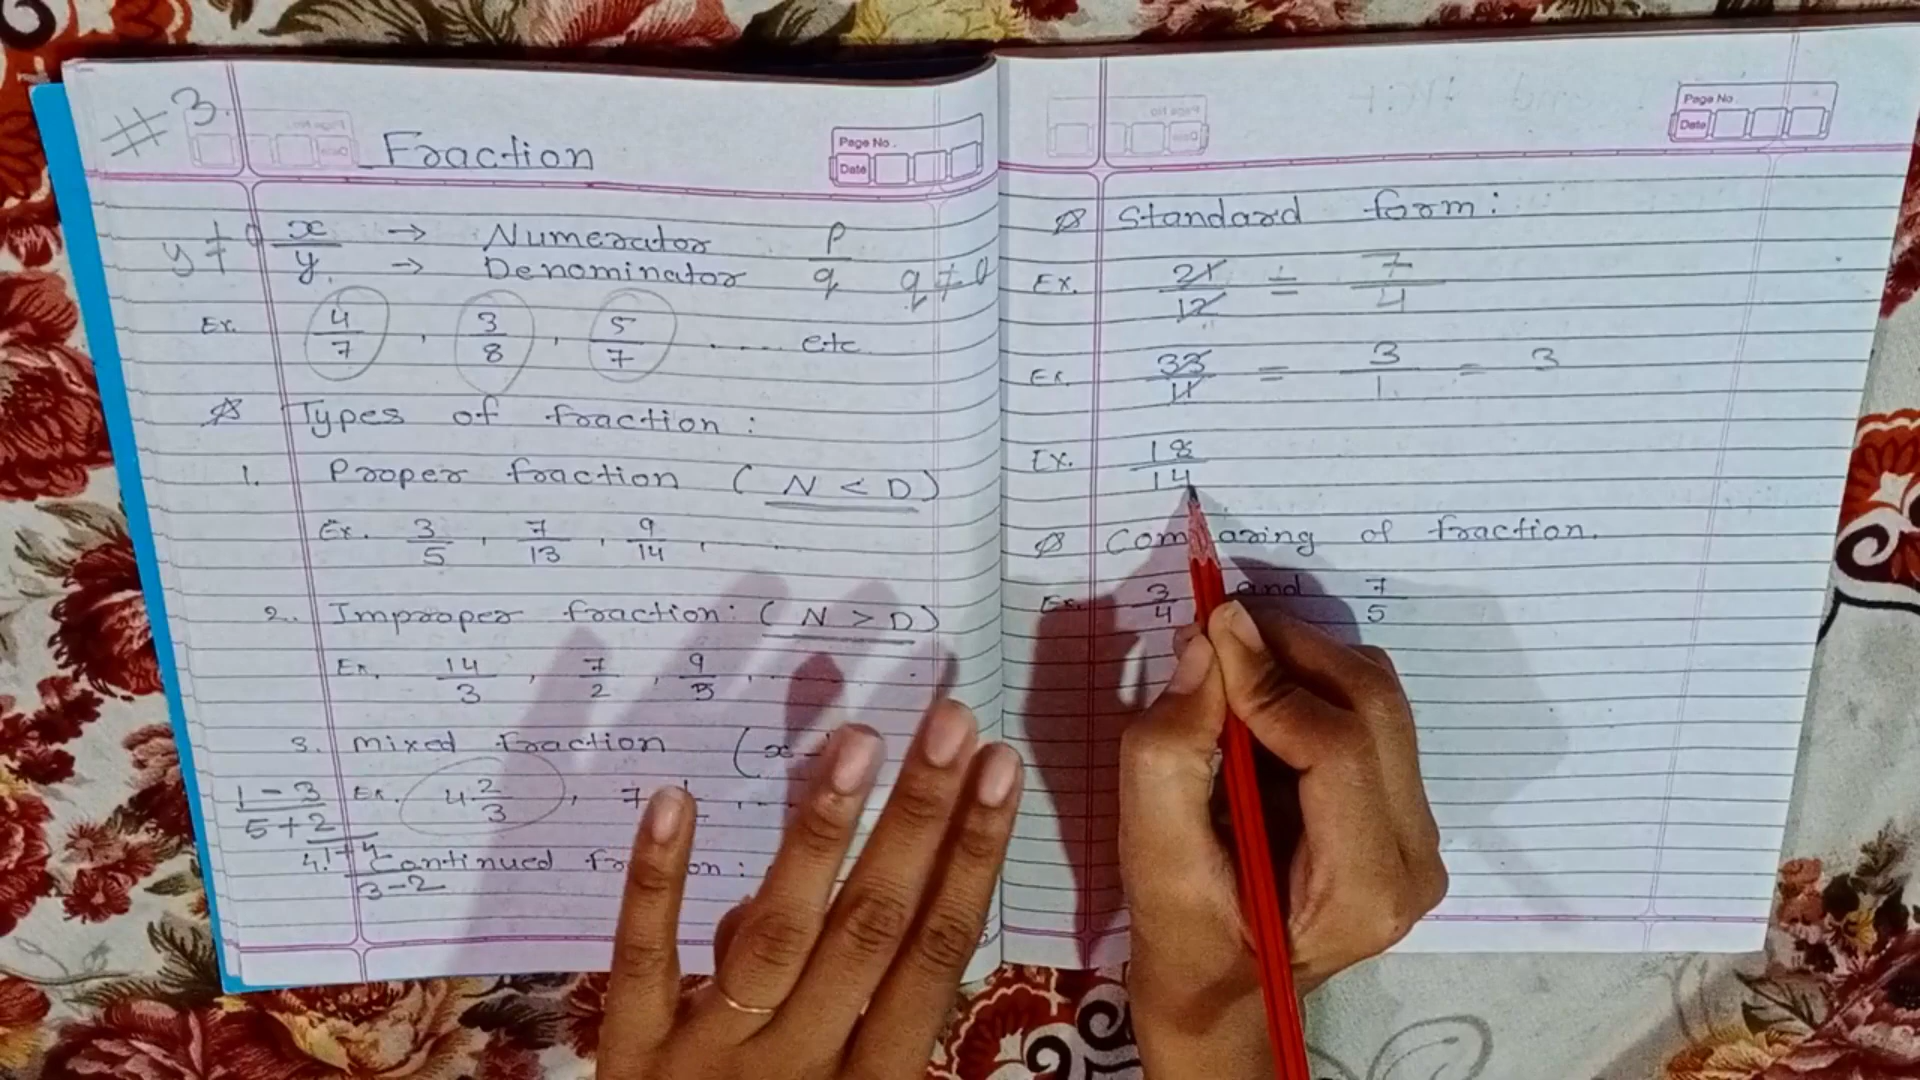 #3.
Fraction
Page No.
Date
y ≠ 0 x/y → Numerator p/q q ≠ 0
→ Denominator
Ex. 4/7 , 3/8 , 5/7 ..... etc
Types of fraction :
1. Proper fraction ( N < D )
Ex. 3/5 , 7/13 , 9/14 , ....
2. Improper fraction: ( N > D )
Ex. 14/3 , 7/2 , 9/5 , .....
3. mixed fraction (x
Ex. 4 2/3 , 7
1-3
5+2
1+4
4. Continued :
3-2
Page No
Date
Standard form :
Ex. 21/12 = 7/4
Ex. 33/11 = 3/1 = 3
Ex. 18/14
of fraction.
Ex. 3/4 and 7/5